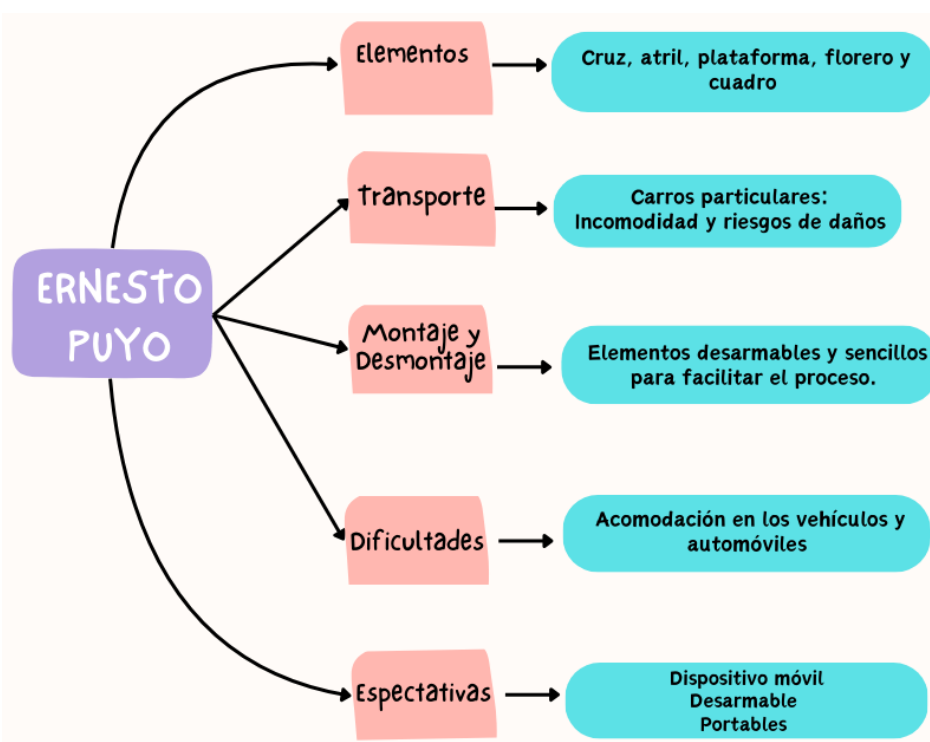 ERNESTO
PUYO
Elementos
Cruz, atril, plataforma, florero y
cuadro
Transporte
Carros particulares:
Incomodidad y riesgos de daños
Montaje y
Desmontaje
Elementos desarmables y sencillos
para facilitar el proceso.
Dificultades
Acomodación en los vehículos y
automóviles
Espectativas
Dispositivo móvil
Desarmable
Portables